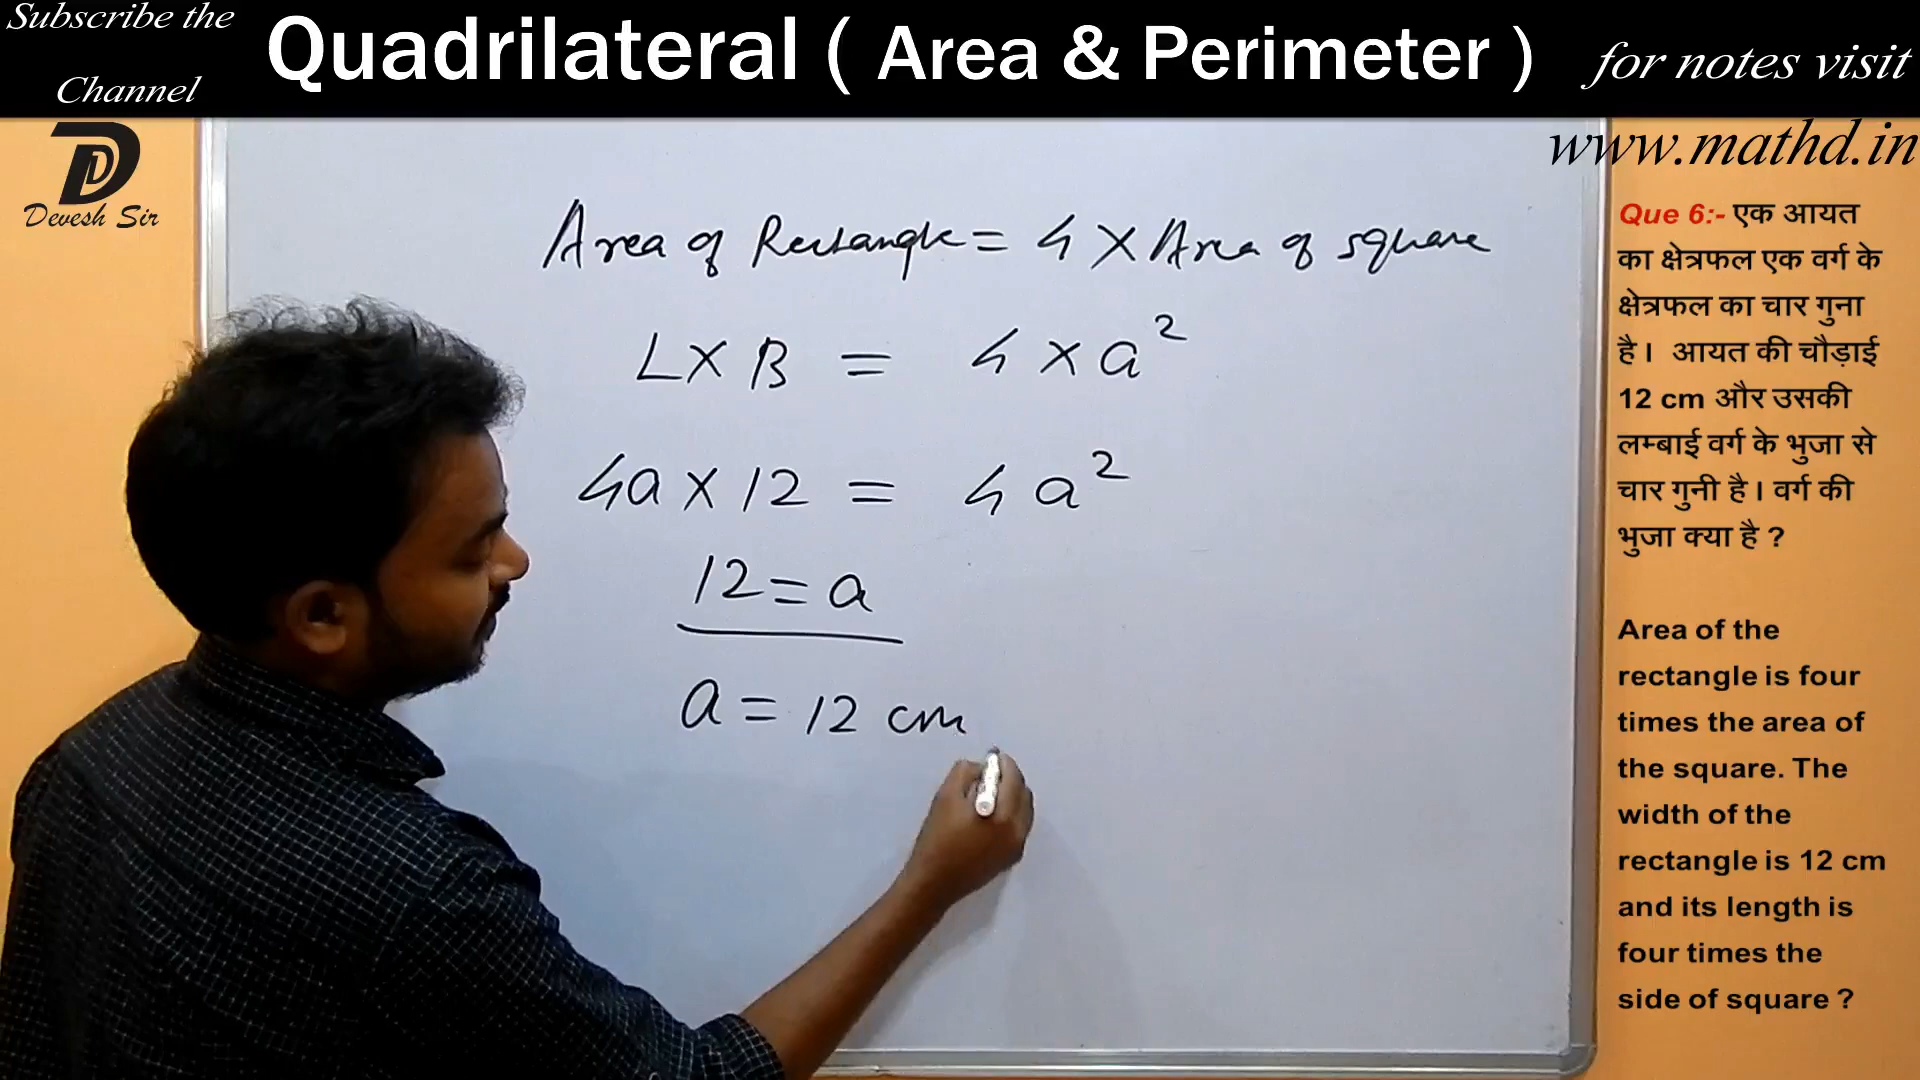 Subscribe the
Channel
Quadrilateral ( Area & Perimeter )
for notes visit
www.mathd.in
D
Devesh Sir
Area of Rectangle = 4 × Area of square
L × B = 4 × a²
4a × 12 = 4a²
12 = a
a = 12 cm
Que 6:- एक आयत
का क्षेत्रफल एक वर्ग के
क्षेत्रफल का चार गुना
है। आयत की चौड़ाई
12 cm और उसकी
लम्बाई वर्ग के भुजा से
चार गुनी है। वर्ग की
भुजा क्या है ?
Area of the
rectangle is four
times the area of
the square. The
width of the
rectangle is 12 cm
and its length is
four times the
side of square ?